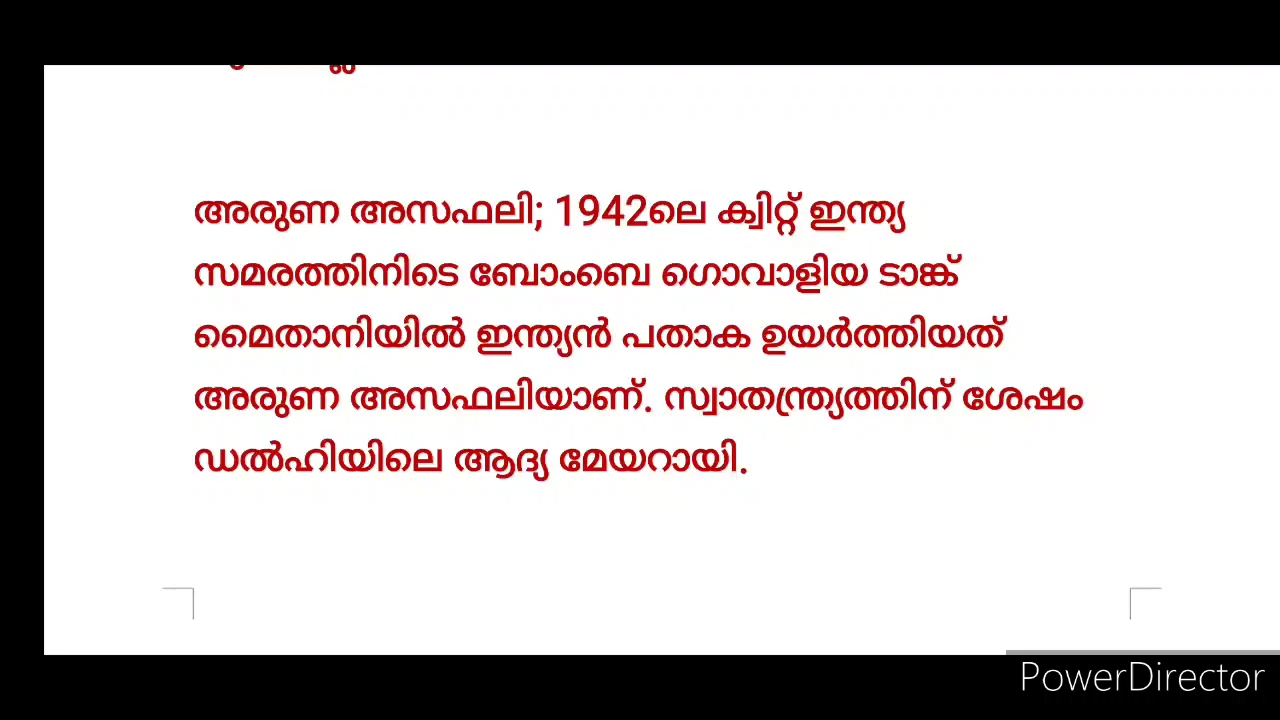 അരുണ അസഫലി; 1942ലെ ക്വിറ്റ് ഇന്ത്യ
സമരത്തിനിടെ ബോംബെ ഗൊവാളിയ ടാങ്ക്
മൈതാനിയിൽ ഇന്ത്യൻ പതാക ഉയർത്തിയത്
അരുണ അസഫലിയാണ്. സ്വാതന്ത്ര്യത്തിന് ശേഷം
ഡൽഹിയിലെ ആദ്യ മേയറായി.
PowerDirector